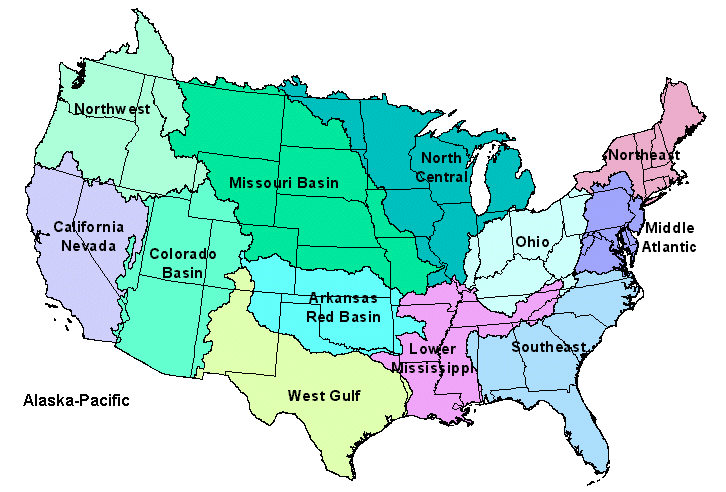 Northwest
Missouri Basin
North
Central
Northeast
California
Nevada
Colorado
Basin
Ohio
Middle
Atlantic
Arkansas
Red Basin
Lower
Mississippi
Southeast
West Gulf
Alaska-Pacific